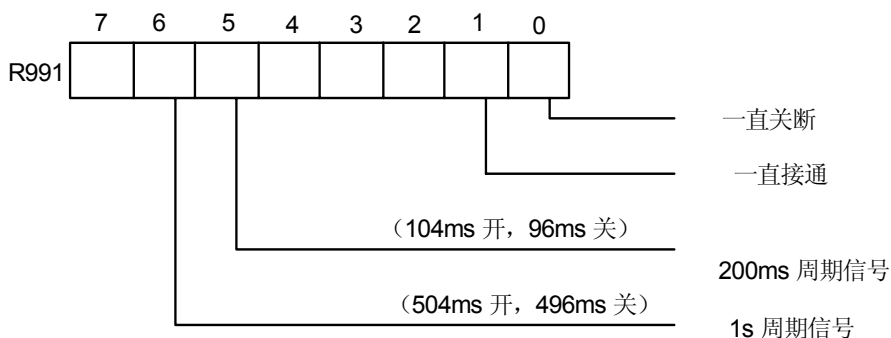 7 6 5 4 3 2 1 0
R991
一直关断
一直接通
（104ms 开，96ms 关）
200ms 周期信号
（504ms 开，496ms 关）
1s 周期信号